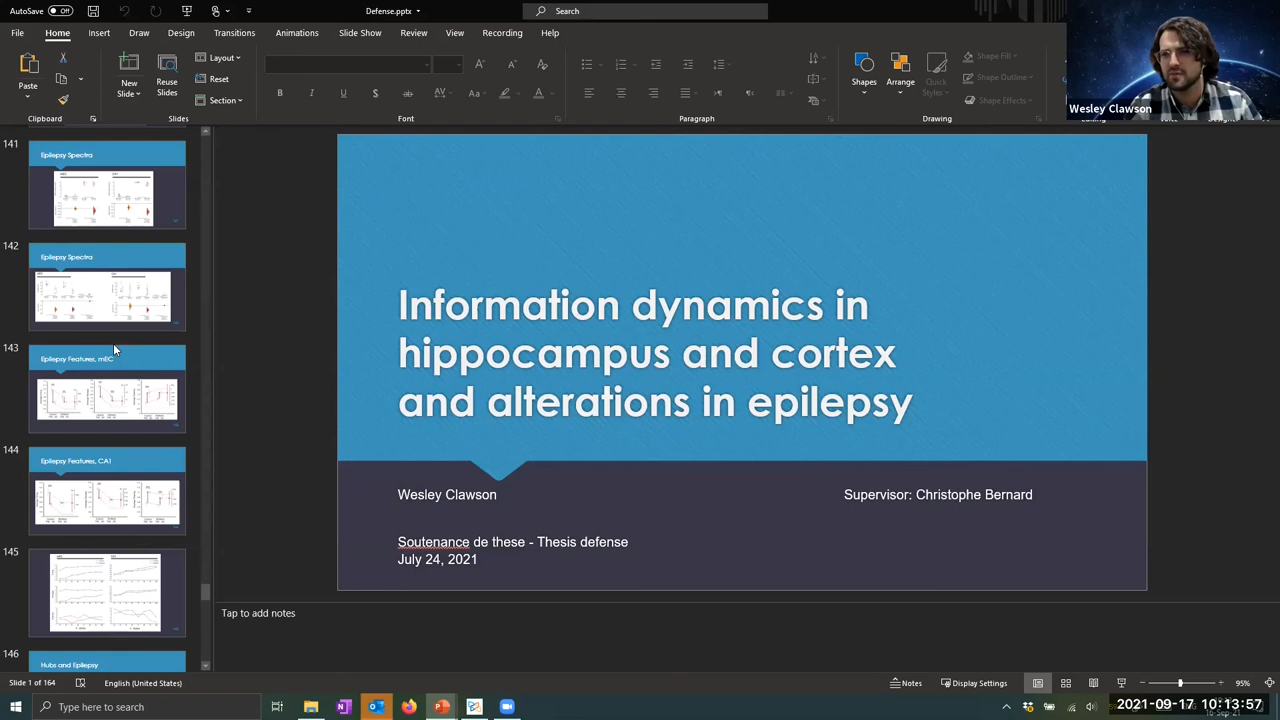 AutoSave
Off
Defense.pptx
Search
File
Home
Insert
Draw
Design
Transitions
Animations
Slide Show
Review
View
Recording
Help
Paste
Clipboard
New
Slide
Reuse
Slides
Layout
Reset
Section
Slides
B
I
U
S
ab
AV
Aa
A
Font
Paragraph
Shapes
Arrange
Quick
Styles
Shape Fill
Shape Outline
Shape Effects
Drawing
Wesley Clawson
141
Epilepsy Spectra
142
Epilepsy Spectra
143
Epilepsy Features, mEC
144
Epilepsy Features, CA1
145
146
Hubs and Epilepsy
Information dynamics in
hippocampus and cortex
and alterations in epilepsy
Wesley Clawson
Supervisor: Christophe Bernard
Soutenance de these - Thesis defense
July 24, 2021
Tap to add notes
Slide 1 of 164
English (United States)
Notes
Display Settings
95%
Type here to search
2021-09-17 10:13:57